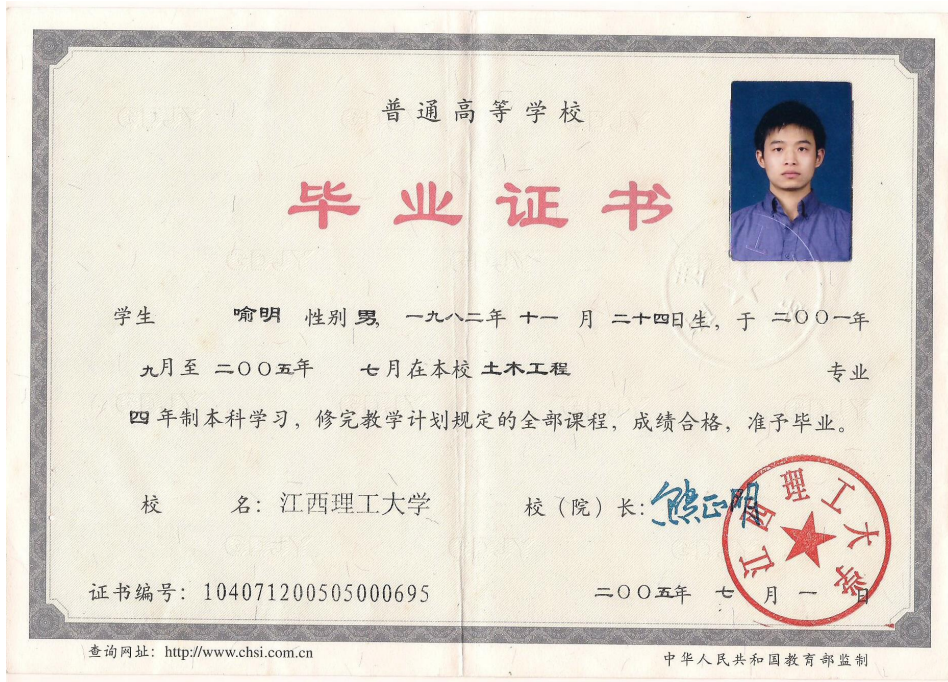 普通高等学校
毕业证书
学生 喻明 性别 男, 一九八二年 十一 月 二十四日生, 于 二〇〇一年
九月至 二〇〇五年 七月在本校 土木工程 专业
四 年制本科学习, 修完教学计划规定的全部课程, 成绩合格, 准予毕业。
校 名: 江西理工大学
校（院）长: 熊正明
江西理工大学
证书编号: 104071200505000695
二〇〇五年 七 月 一 日
查询网址: http://www.chsi.com.cn
中华人民共和国教育部监制